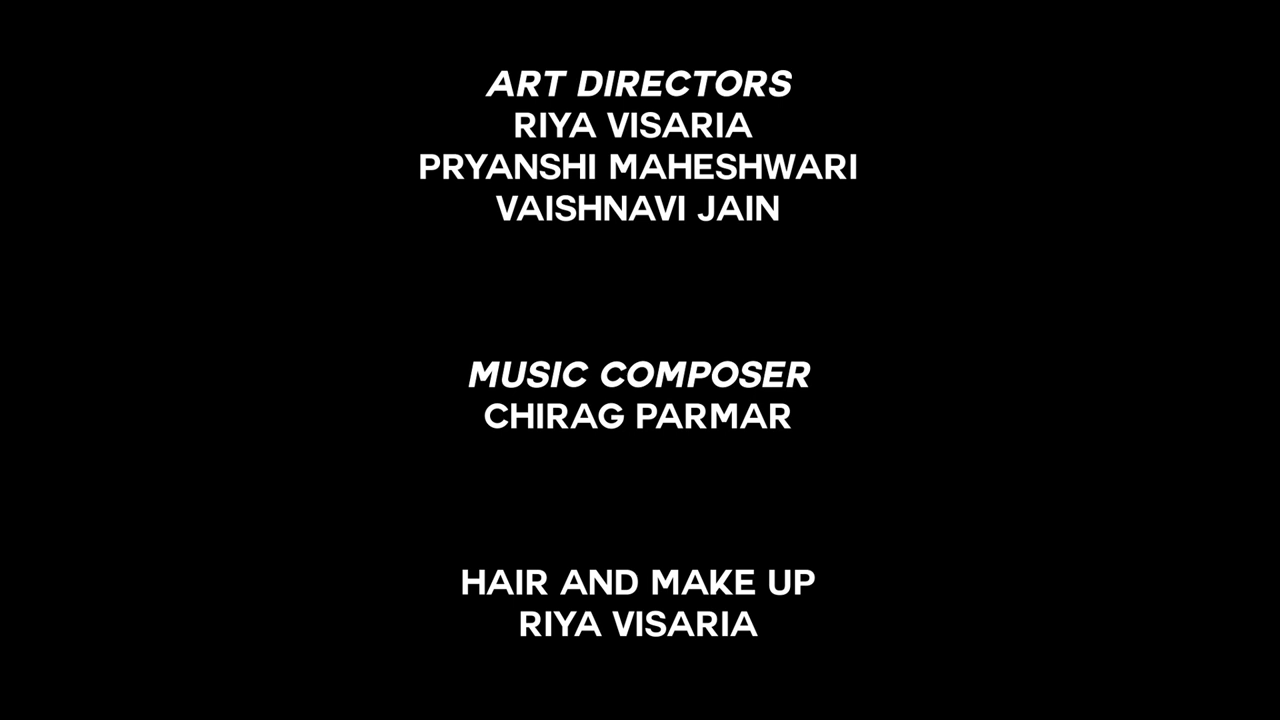 ART DIRECTORS
RIYA VISARIA
PRYANSHI MAHESHWARI
VAISHNAVI JAIN
MUSIC COMPOSER
CHIRAG PARMAR
HAIR AND MAKE UP
RIYA VISARIA